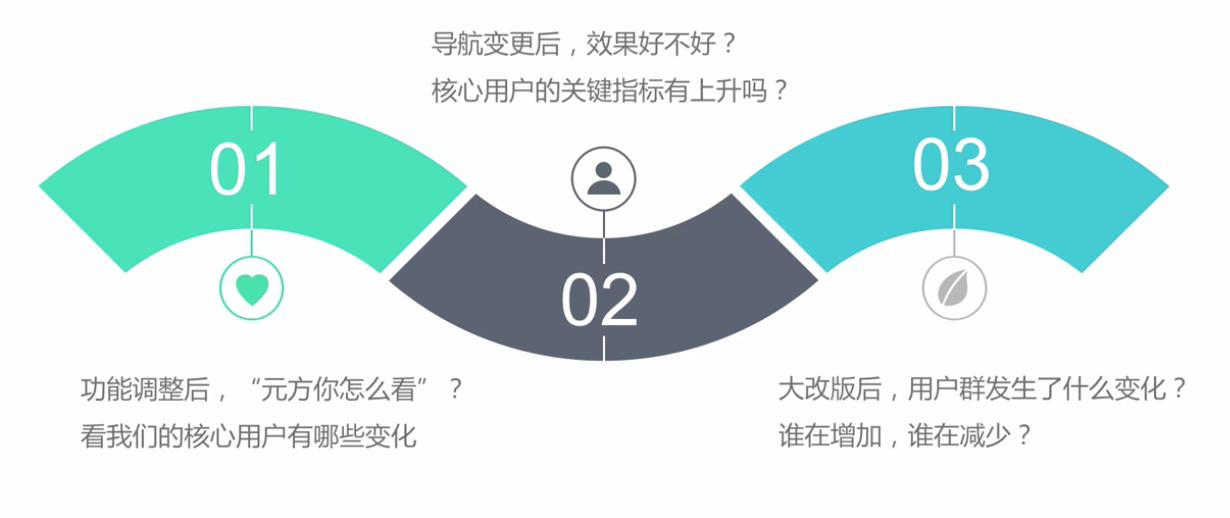 导航变更后，效果好不好？
核心用户的关键指标有上升吗？
01
02
03
功能调整后，“元方你怎么看”？
看我们的核心用户有哪些变化
大改版后，用户群发生了什么变化？
谁在增加，谁在减少？